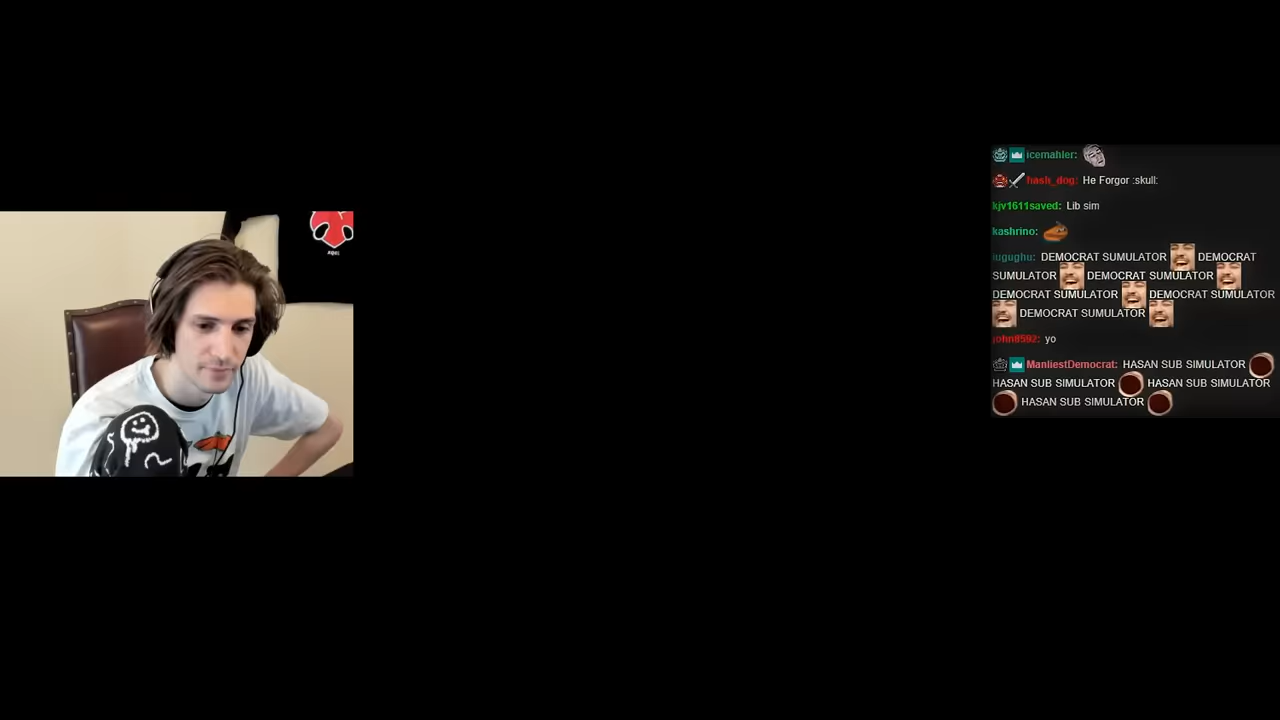 icemahler:
hash_dog: He Forgor :skull:
kjv1611saved: Lib sim
kashrino:
iugughu: DEMOCRAT SUMULATOR DEMOCRAT
SUMULATOR DEMOCRAT SUMULATOR
DEMOCRAT SUMULATOR DEMOCRAT SUMULATOR
DEMOCRAT SUMULATOR
john8592: yo
ManliestDemocrat: HASAN SUB SIMULATOR
HASAN SUB SIMULATOR HASAN SUB SIMULATOR
HASAN SUB SIMULATOR